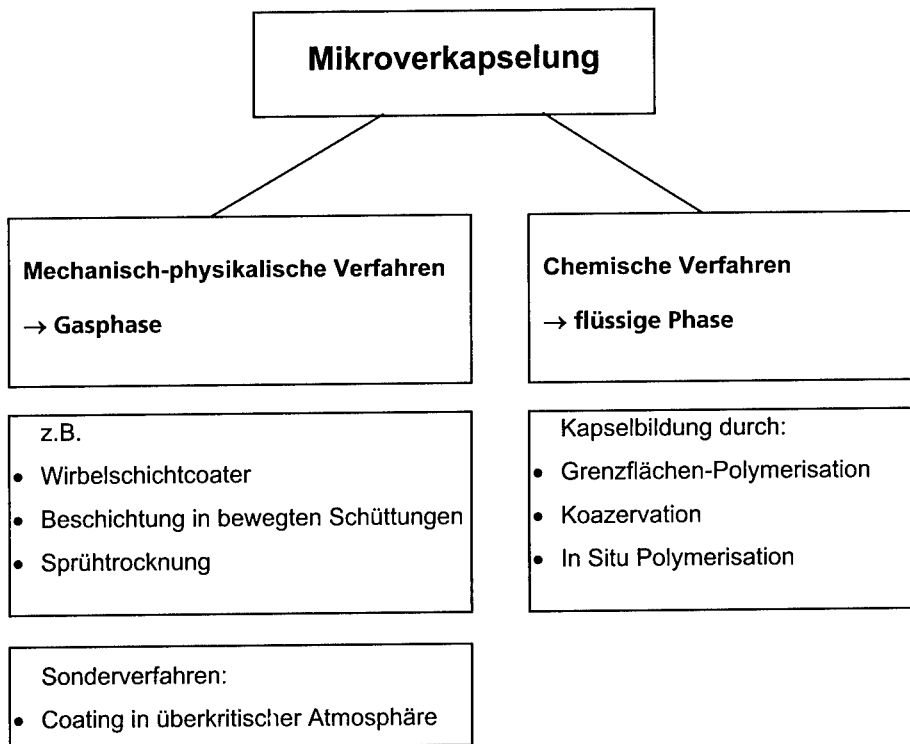 Mikroverkapselung
Mechanisch-physikalische Verfahren
→ Gasphase
z.B.
• Wirbelschichtcoater
• Beschichtung in bewegten Schüttungen
• Sprühtrocknung
Sonderverfahren:
• Coating in überkritischer Atmosphäre
Chemische Verfahren
→ flüssige Phase
Kapselbildung durch:
• Grenzflächen-Polymerisation
• Koazervation
• In Situ Polymerisation